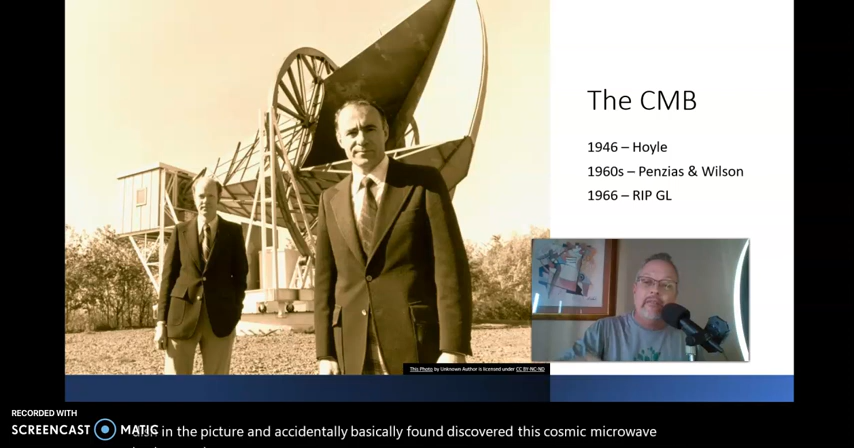 The CMB
1946 – Hoyle
1960s – Penzias & Wilson
1966 – RIP GL
This Photo by Unknown Author is licensed under CC BY-NC-ND
RECORDED WITH
SCREENCAST MATIC
in the picture and accidentally basically found discovered this cosmic microwave